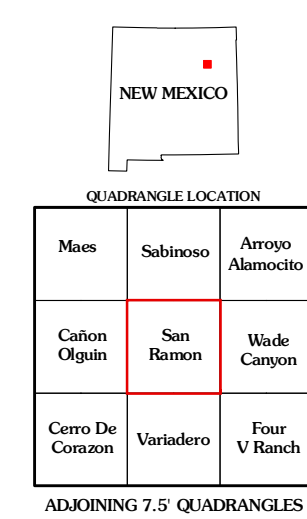 NEW MEXICO
QUADRANGLE LOCATION
Maes
Sabinoso
Arroyo
Alamocito
Cañon
Olguin
San
Ramon
Wade
Canyon
Cerro De
Corazon
Variadero
Four
V Ranch
ADJOINING 7.5' QUADRANGLES